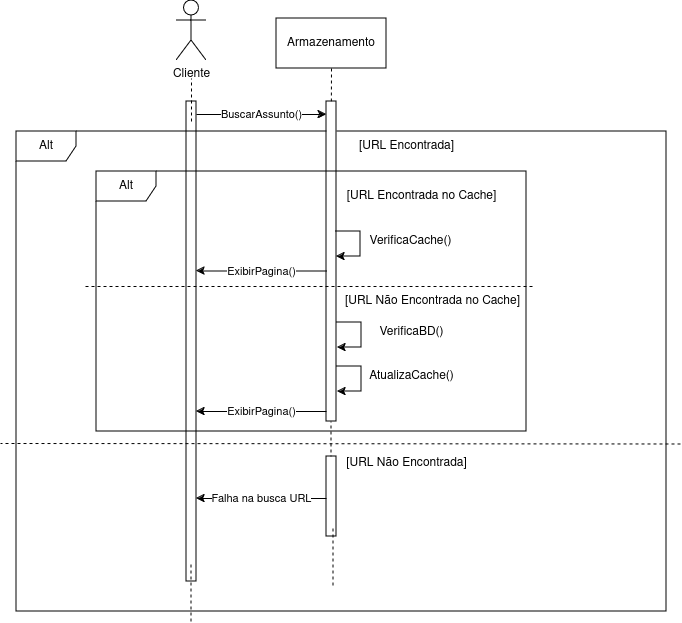 Cliente
Armazenamento
BuscarAssunto()
Alt
[URL Encontrada]
Alt
[URL Encontrada no Cache]
VerificaCache()
ExibirPagina()
[URL Não Encontrada no Cache]
VerificaBD()
AtualizaCache()
ExibirPagina()
[URL Não Encontrada]
Falha na busca URL